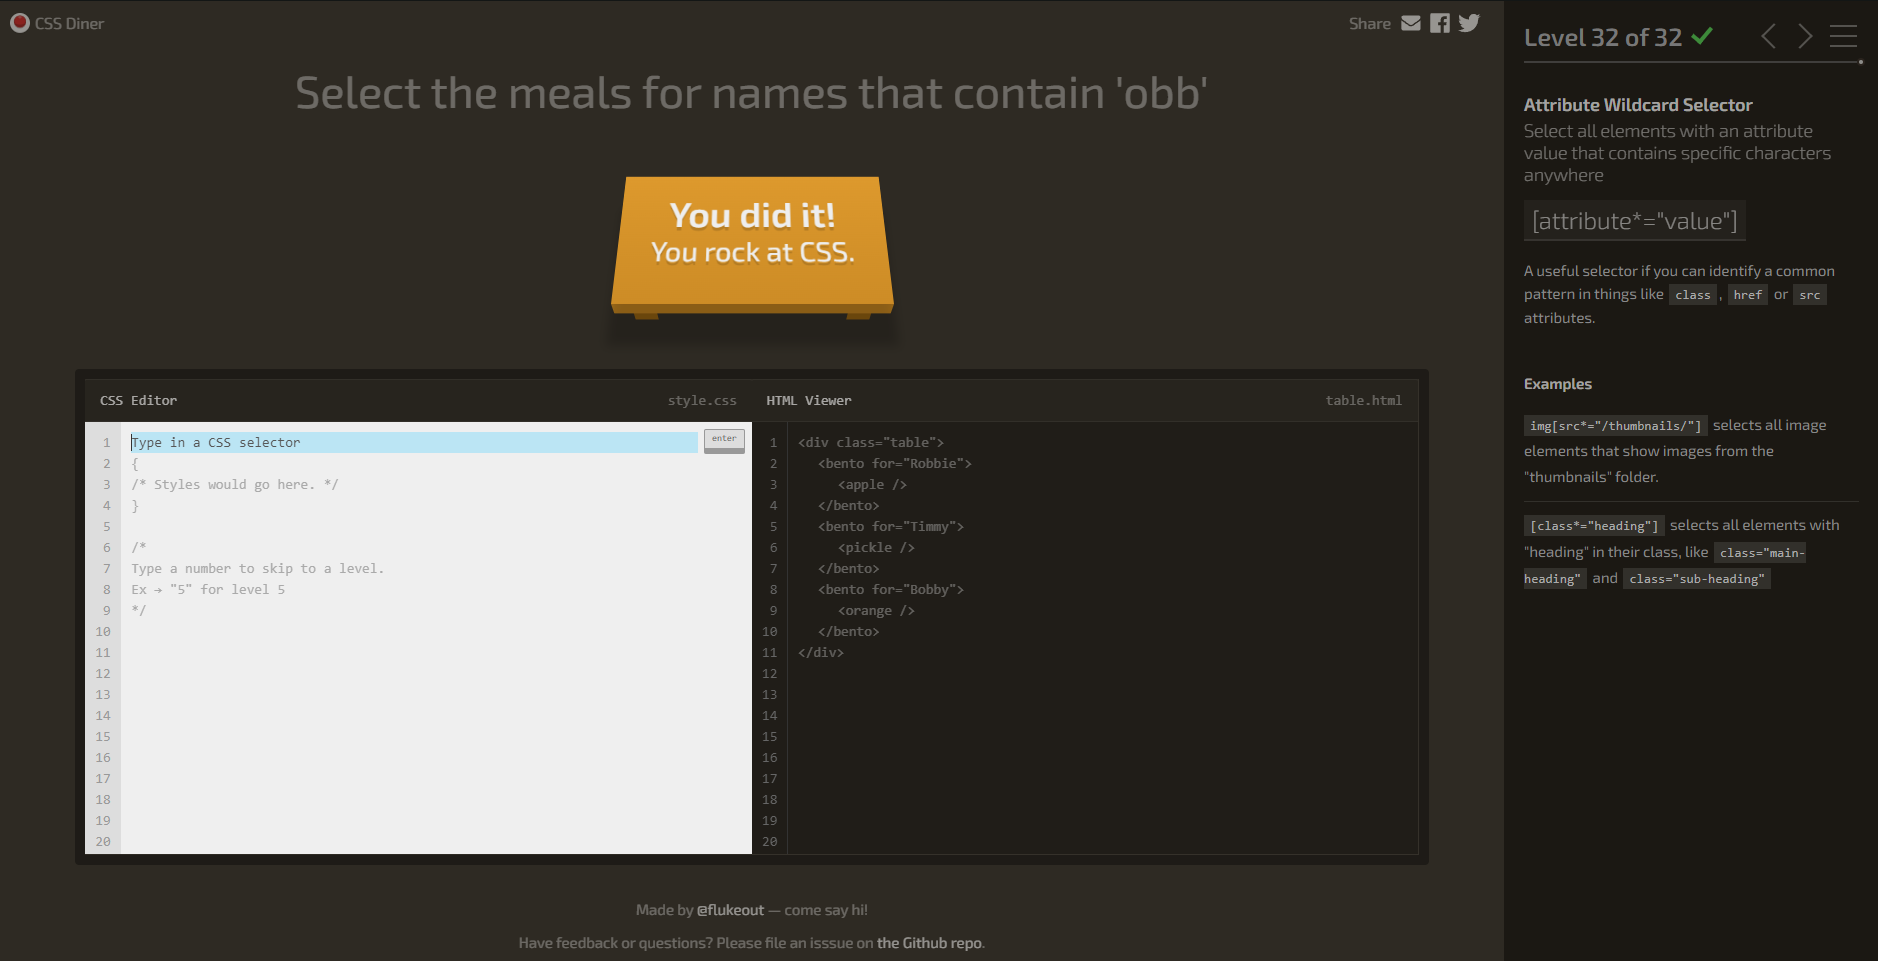 CSS Diner
Share
Select the meals for names that contain 'obb'
You did it!
You rock at CSS.
CSS Editor
style.css
1 Type in a CSS selector
enter
2 {
3 /* Styles would go here. */
4 }
5
6 /*
7 Type a number to skip to a level.
8 Ex → "5" for level 5
9 */
10
11
12
13
14
15
16
17
18
19
20
HTML Viewer
table.html
1 <div class="table">
2 <bento for="Robbie">
3 <apple />
4 </bento>
5 <bento for="Timmy">
6 <pickle />
7 </bento>
8 <bento for="Bobby">
9 <orange />
10 </bento>
11 </div>
12
13
14
15
16
17
18
19
20
Made by @flukeout — come say hi!
Have feedback or questions? Please file an isssue on the Github repo.
Level 32 of 32
Attribute Wildcard Selector
Select all elements with an attribute
value that contains specific characters
anywhere
[attribute*="value"]
A useful selector if you can identify a common
pattern in things like class , href or src
attributes.
Examples
img[src*="/thumbnails/"] selects all image
elements that show images from the
"thumbnails" folder.
[class*="heading"] selects all elements with
"heading" in their class, like class="main-
heading" and class="sub-heading"